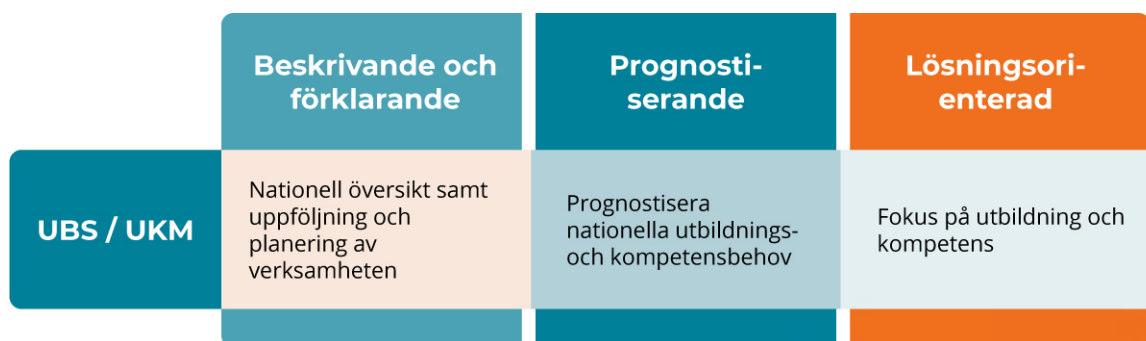 Beskrivande och
förklarande
Prognosti-
serande
Lösningsori-
enterad
UBS / UKM
Nationell översikt samt
uppföljning och
planering av
verksamheten
Prognostisera
nationella utbildnings-
och kompetensbehov
Fokus på utbildning och
kompetens